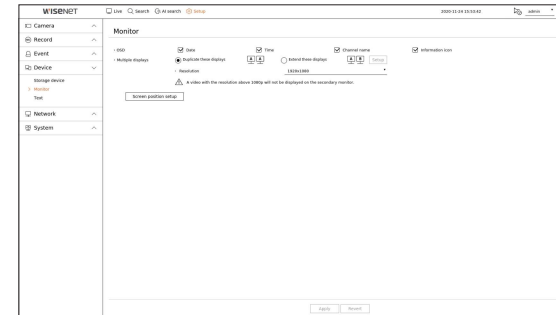 WISENET
Live Search AI search Setup 2020-11-24 15:52:42 admin
Camera
Record
Event
Device
Storage device
Monitor
Text
Network
System
Monitor
OSD Date Time Channel name Information icon
Multiple displays Duplicate these displays A A Extend these displays A B Setup
Resolution 1920x1080
A video with the resolution above 1080p will not be displayed on the secondary monitor.
Screen position setup
Apply Revert